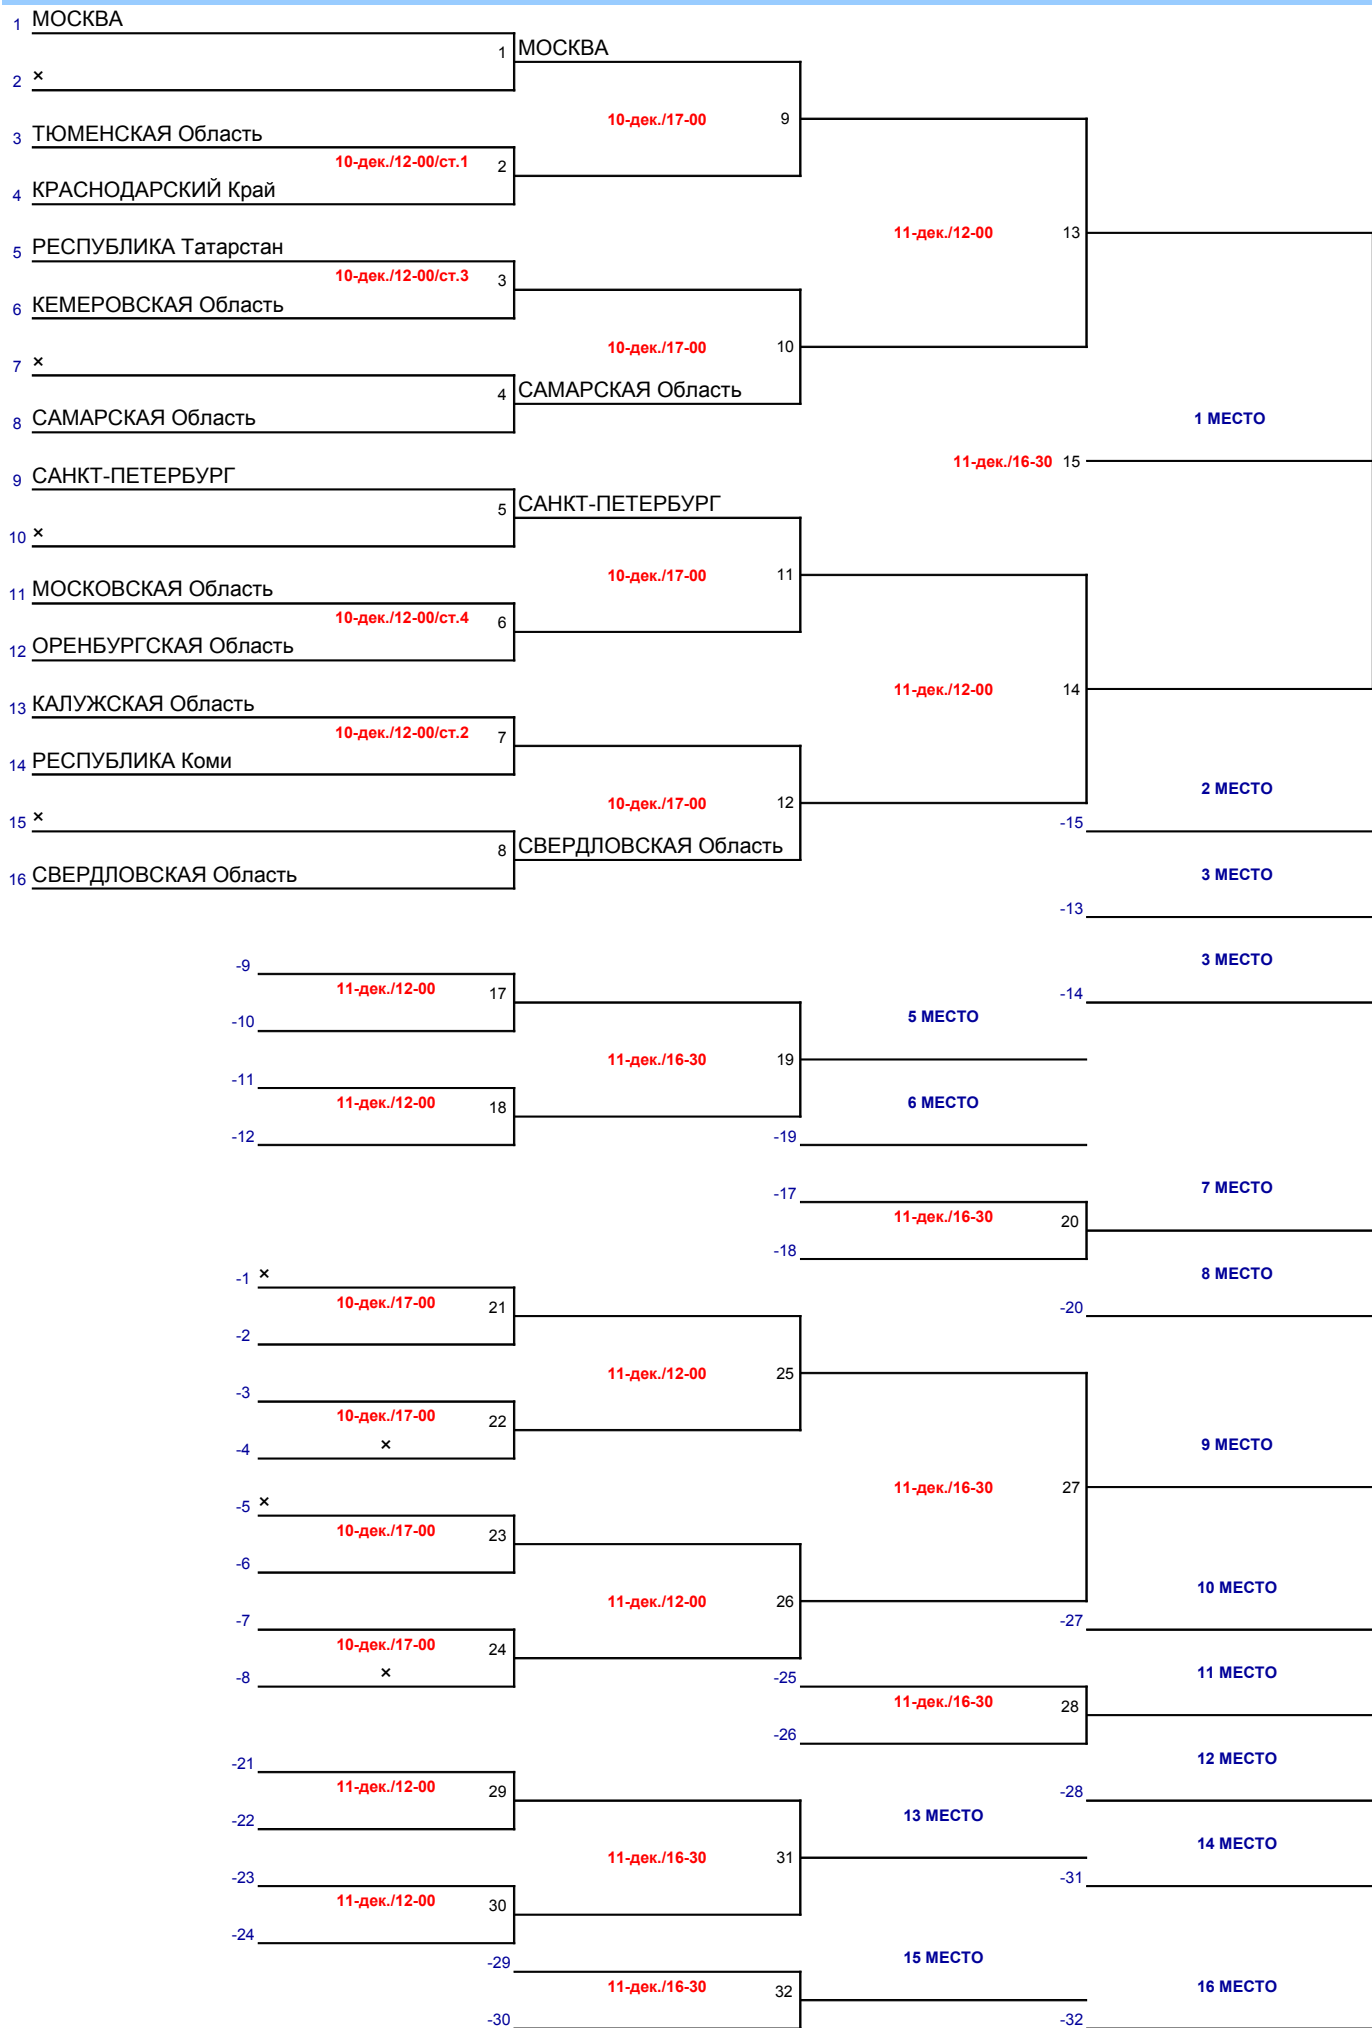 1 МОСКВА
1 МОСКВА
2 ×
10-дек./17-00 9
3 ТЮМЕНСКАЯ Область
10-дек./12-00/ст.1 2
4 КРАСНОДАРСКИЙ Край
11-дек./12-00 13
5 РЕСПУБЛИКА Татарстан
10-дек./12-00/ст.3 3
6 КЕМЕРОВСКАЯ Область
10-дек./17-00 10
7 ×
4 САМАРСКАЯ Область
8 САМАРСКАЯ Область
1 МЕСТО
11-дек./16-30 15
9 САНКТ-ПЕТЕРБУРГ
5 САНКТ-ПЕТЕРБУРГ
10 ×
10-дек./17-00 11
11 МОСКОВСКАЯ Область
10-дек./12-00/ст.4 6
12 ОРЕНБУРГСКАЯ Область
11-дек./12-00 14
13 КАЛУЖСКАЯ Область
10-дек./12-00/ст.2 7
14 РЕСПУБЛИКА Коми
2 МЕСТО
10-дек./17-00 12
15 ×
-15
8 СВЕРДЛОВСКАЯ Область
16 СВЕРДЛОВСКАЯ Область
3 МЕСТО
-13
3 МЕСТО
-9
11-дек./12-00 17
-14
-10
5 МЕСТО
11-дек./16-30 19
-11
11-дек./12-00 18
6 МЕСТО
-12
-19
7 МЕСТО
-17
11-дек./16-30 20
-18
8 МЕСТО
-1 ×
10-дек./17-00 21
-20
-2
11-дек./12-00 25
-3
10-дек./17-00 22
-4 ×
9 МЕСТО
11-дек./16-30 27
-5 ×
10-дек./17-00 23
-6
10 МЕСТО
11-дек./12-00 26
-7
-27
10-дек./17-00 24
-8 ×
11 МЕСТО
-25
11-дек./16-30 28
-26
12 МЕСТО
-21
11-дек./12-00 29
-28
-22
13 МЕСТО
14 МЕСТО
11-дек./16-30 31
-23
-31
11-дек./12-00 30
-24
15 МЕСТО
-29
11-дек./16-30 32
16 МЕСТО
-30
-32